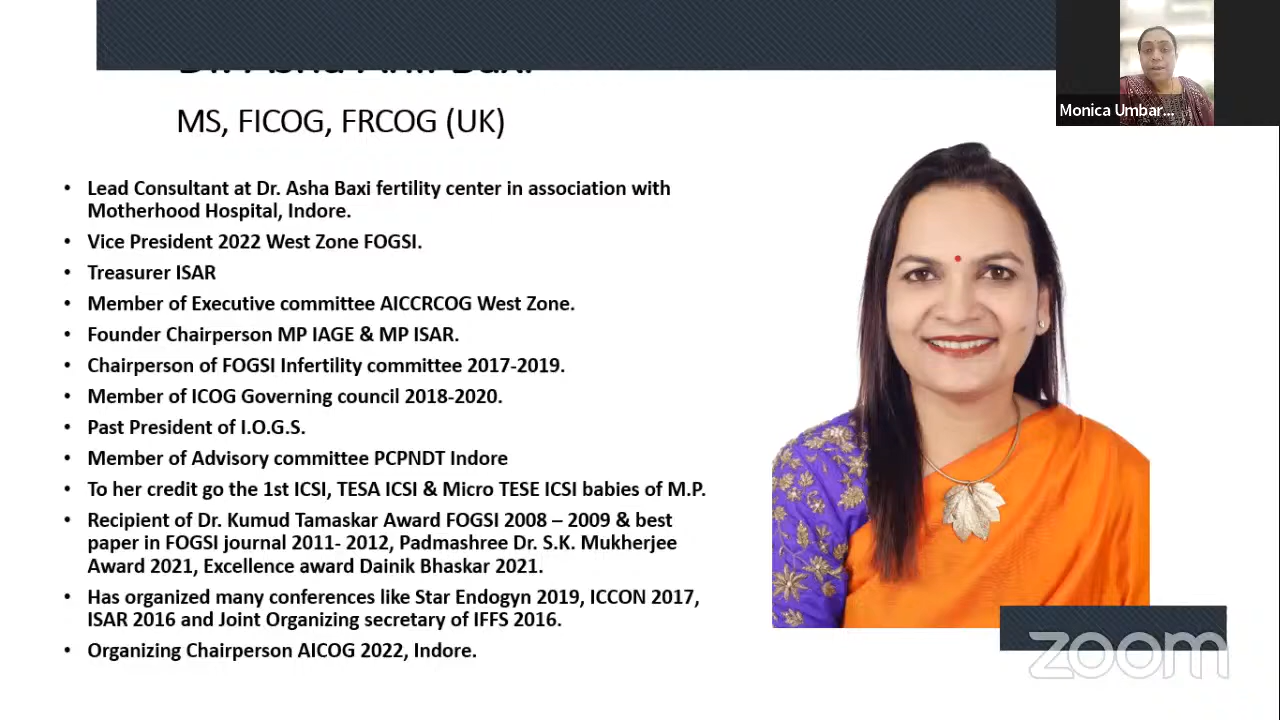 Monica Umbar...
MS, FICOG, FRCOG (UK)
• Lead Consultant at Dr. Asha Baxi fertility center in association with
Motherhood Hospital, Indore.
• Vice President 2022 West Zone FOGSI.
• Treasurer ISAR
• Member of Executive committee AICCRCOG West Zone.
• Founder Chairperson MP IAGE & MP ISAR.
• Chairperson of FOGSI Infertility committee 2017-2019.
• Member of ICOG Governing council 2018-2020.
• Past President of I.O.G.S.
• Member of Advisory committee PCPNDT Indore
• To her credit go the 1st ICSI, TESA ICSI & Micro TESE ICSI babies of M.P.
• Recipient of Dr. Kumud Tamaskar Award FOGSI 2008 – 2009 & best
paper in FOGSI journal 2011- 2012, Padmashree Dr. S.K. Mukherjee
Award 2021, Excellence award Dainik Bhaskar 2021.
• Has organized many conferences like Star Endogyn 2019, ICCON 2017,
ISAR 2016 and Joint Organizing secretary of IFFS 2016.
• Organizing Chairperson AICOG 2022, Indore.
zoom